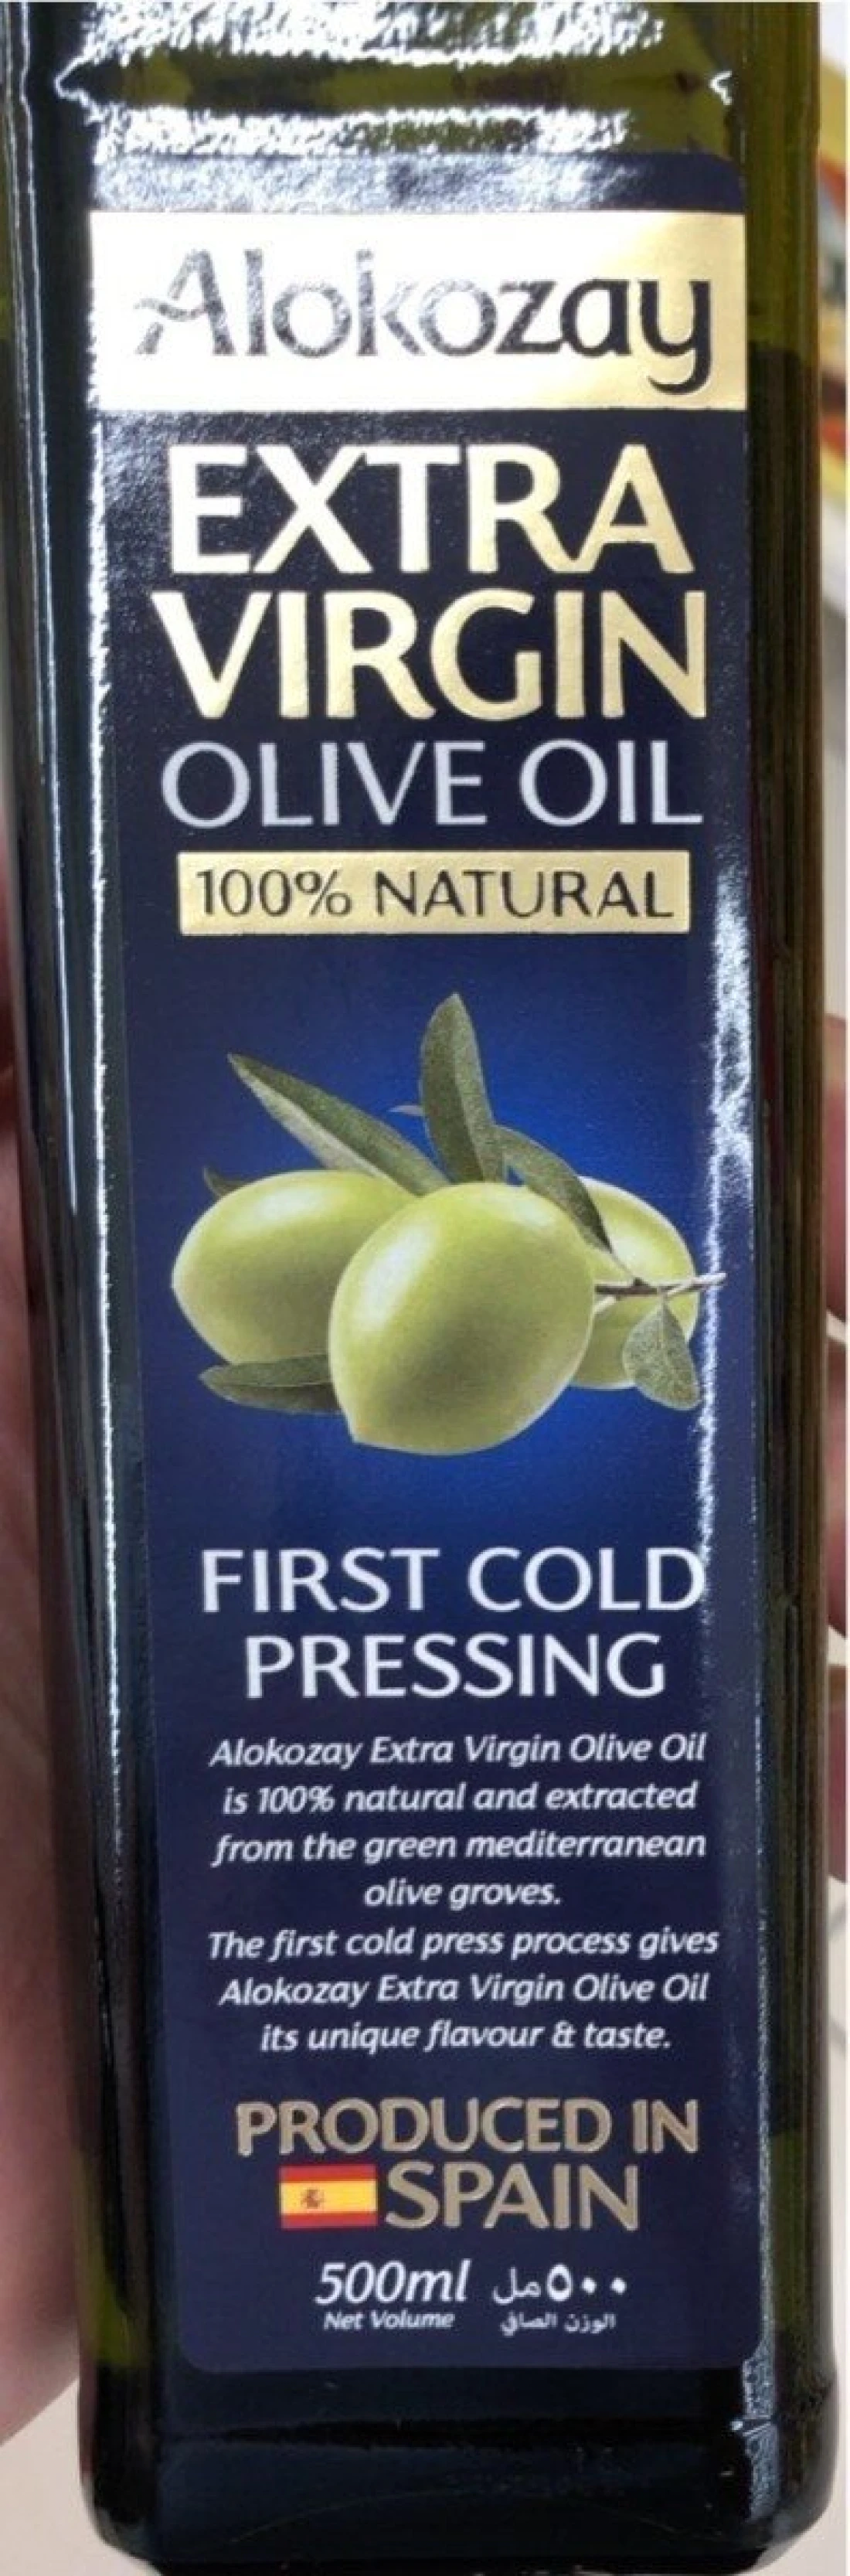 Alokozay
EXTRA
VIRGIN
OLIVE OIL
100% NATURAL
FIRST COLD
PRESSING
Alokozay Extra Virgin Olive Oil
is 100% natural and extracted
from the green mediterranean
olive groves.
The first cold press process gives
Alokozay Extra Virgin Olive Oil
its unique flavour & taste.
PRODUCED IN
SPAIN
500ml ٥٠٠ مل
Net Volume الوزن الصافي